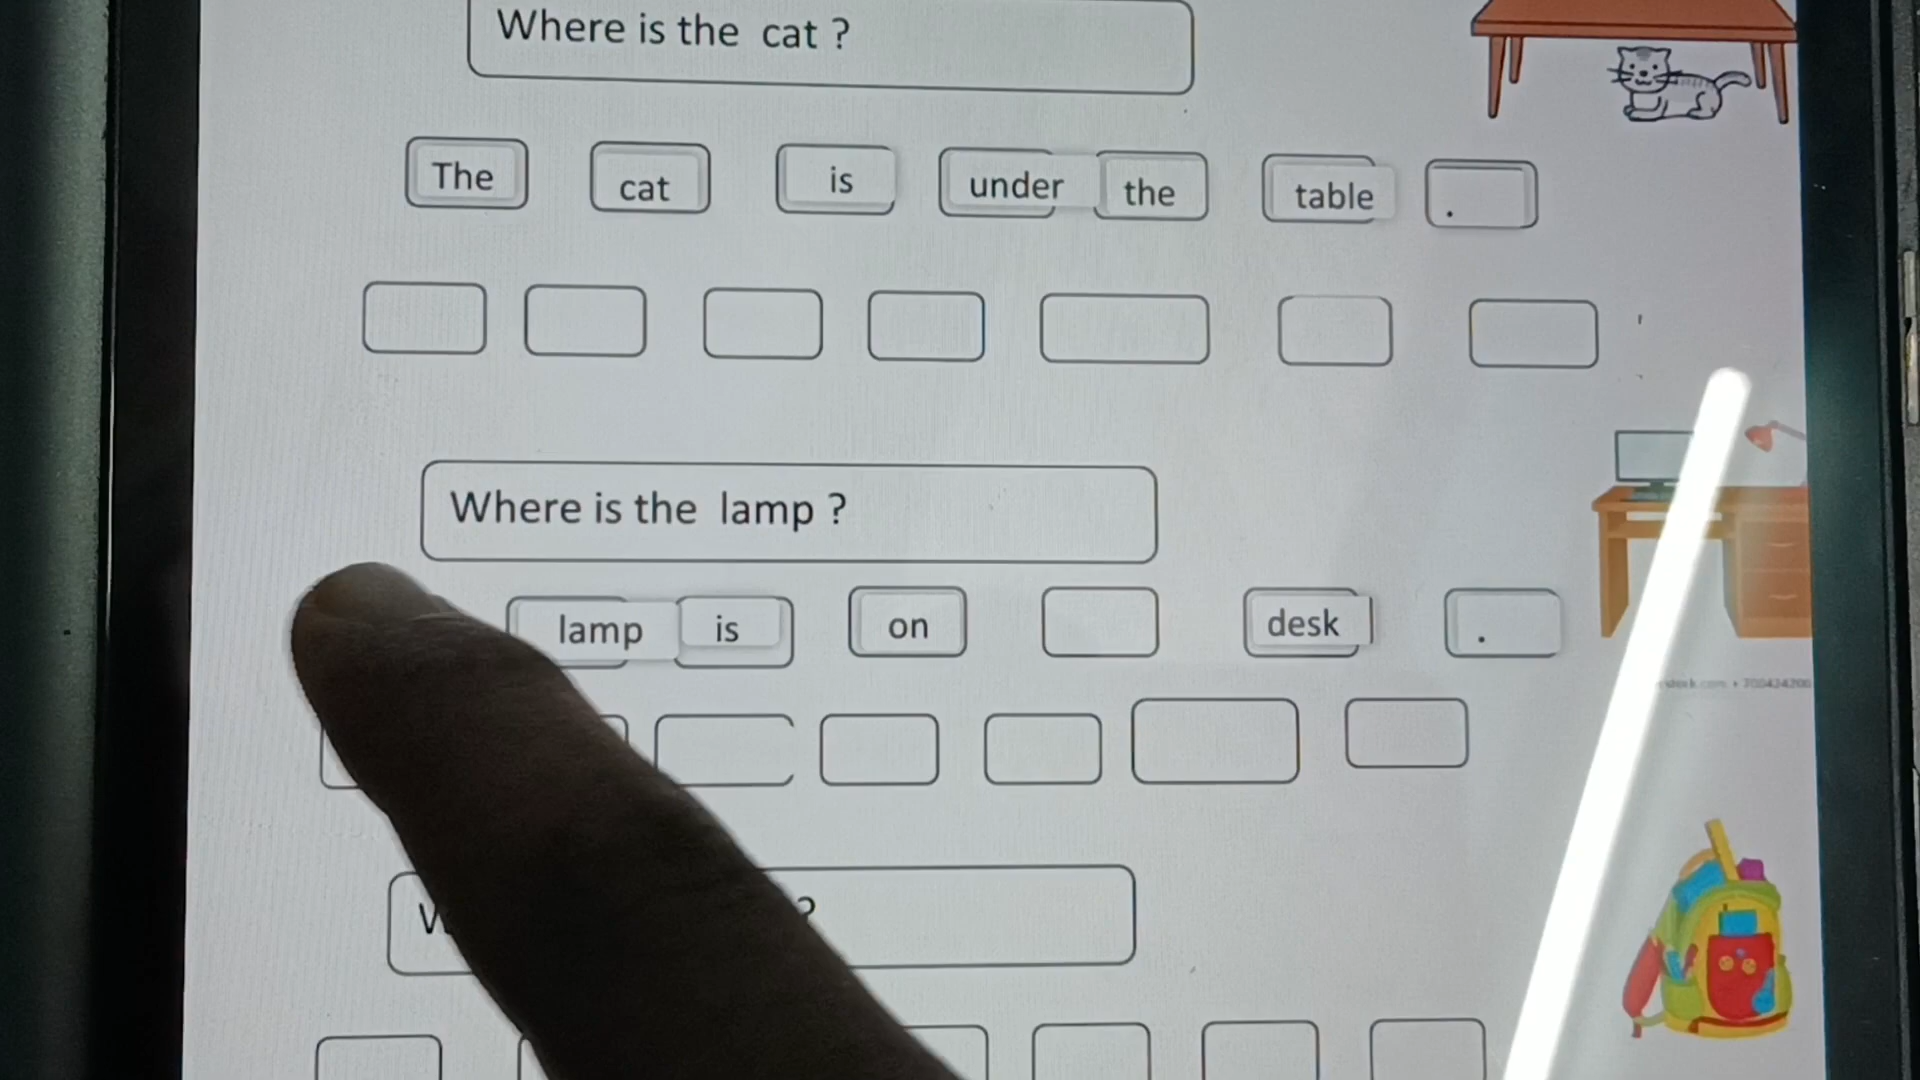 Where is the cat ?
The cat is under the table .
Where is the lamp ?
lamp is on desk .
?